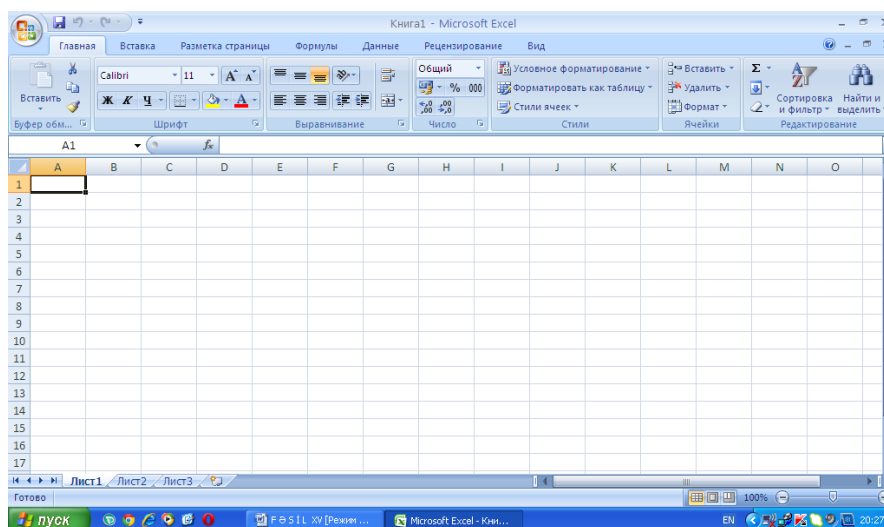 Книга1 - Microsoft Excel
Главная Вставка Разметка страницы Формулы Данные Рецензирование Вид
Calibri 11 Общий Условное форматирование Вставить Σ
Вставить Ж К Ч % 000 Форматировать как таблицу Удалить Сортировка Найти и
Стили ячеек Формат и фильтр выделить
Буфер обм... Шрифт Выравнивание Число Стили Ячейки Редактирование
A1 fx
A B C D E F G H I J K L M N O
1
2
3
4
5
6
7
8
9
10
11
12
13
14
15
16
17
Лист1 Лист2 Лист3
Готово 100%
пуск F Ə S İ L XV [Режим ... Microsoft Excel - Кни... EN 20:27